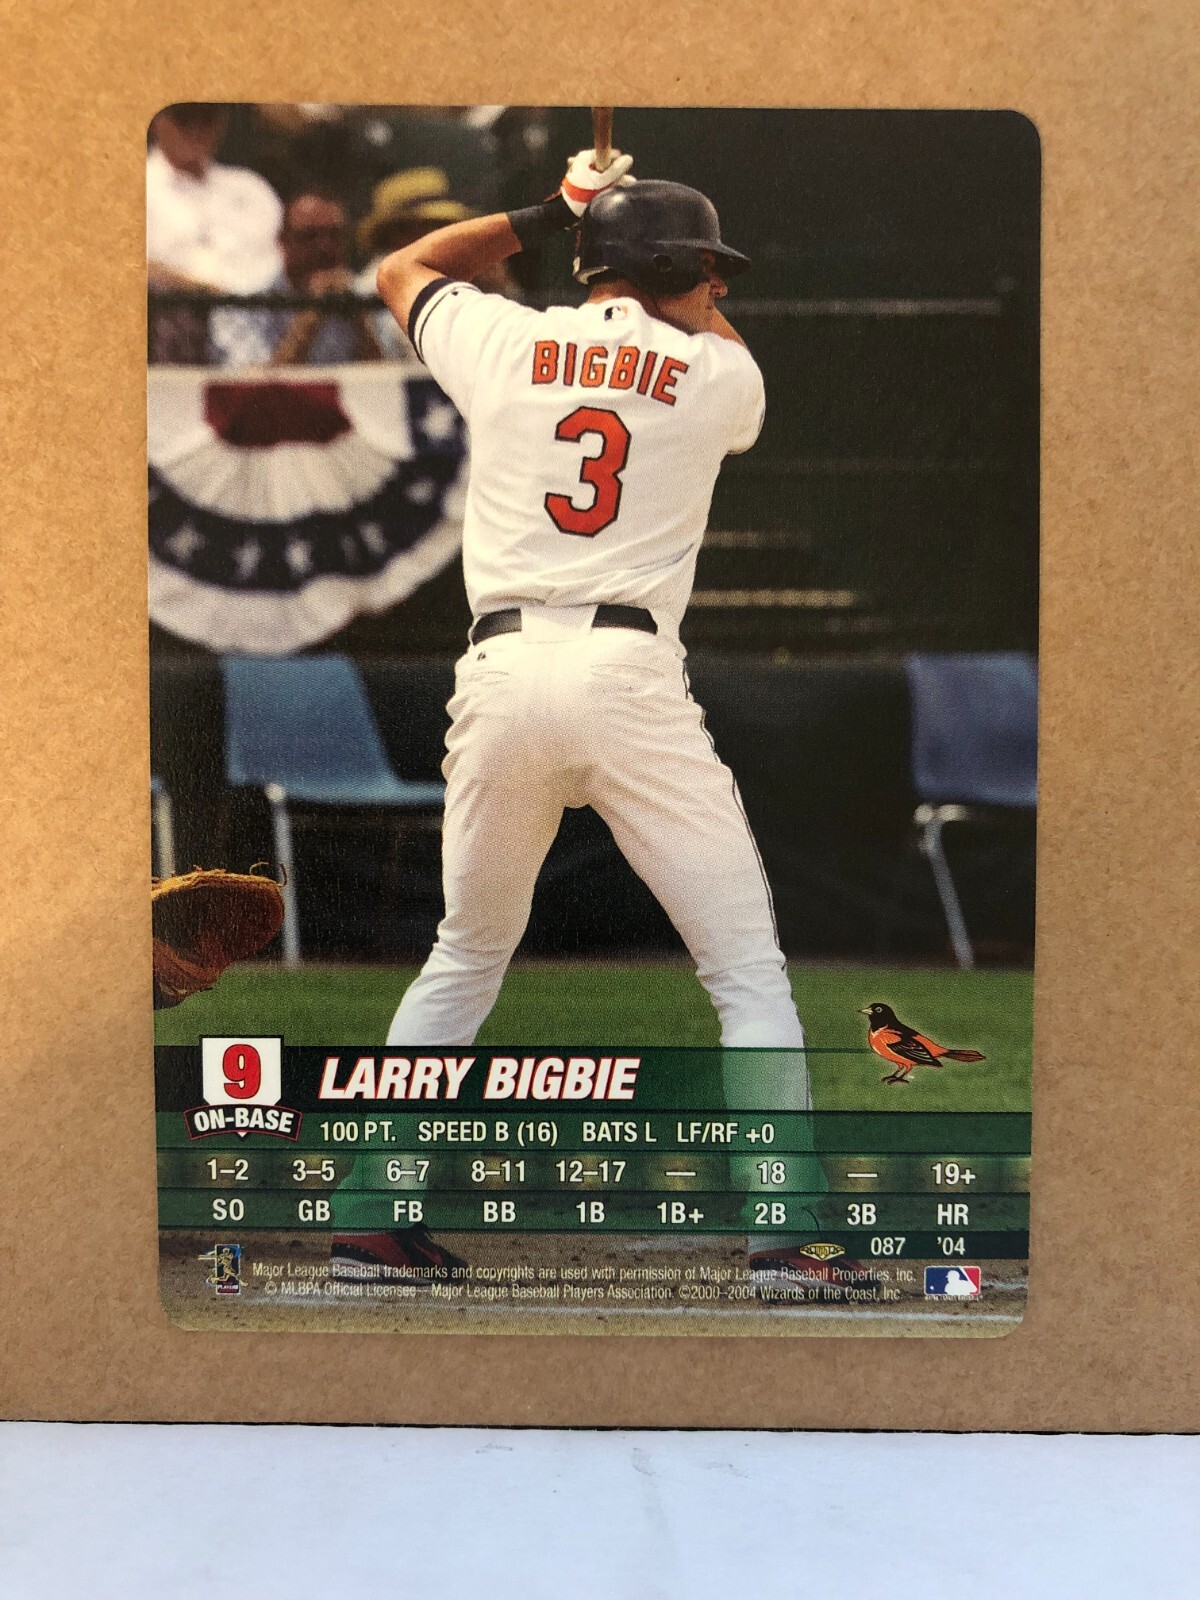 BIGBIE
3
9
ON-BASE
LARRY BIGBIE
100 PT. SPEED B (16) BATS L LF/RF +0
1–2 3–5 6–7 8–11 12–17 — 18 — 19+
SO GB FB BB 1B 1B+ 2B 3B HR
087 '04
Major League Baseball trademarks and copyrights are used with permission of Major League Baseball Properties, Inc.
© MLBPA Official Licensee— Major League Baseball Players Association. ©2000–2004 Wizards of the Coast, Inc.